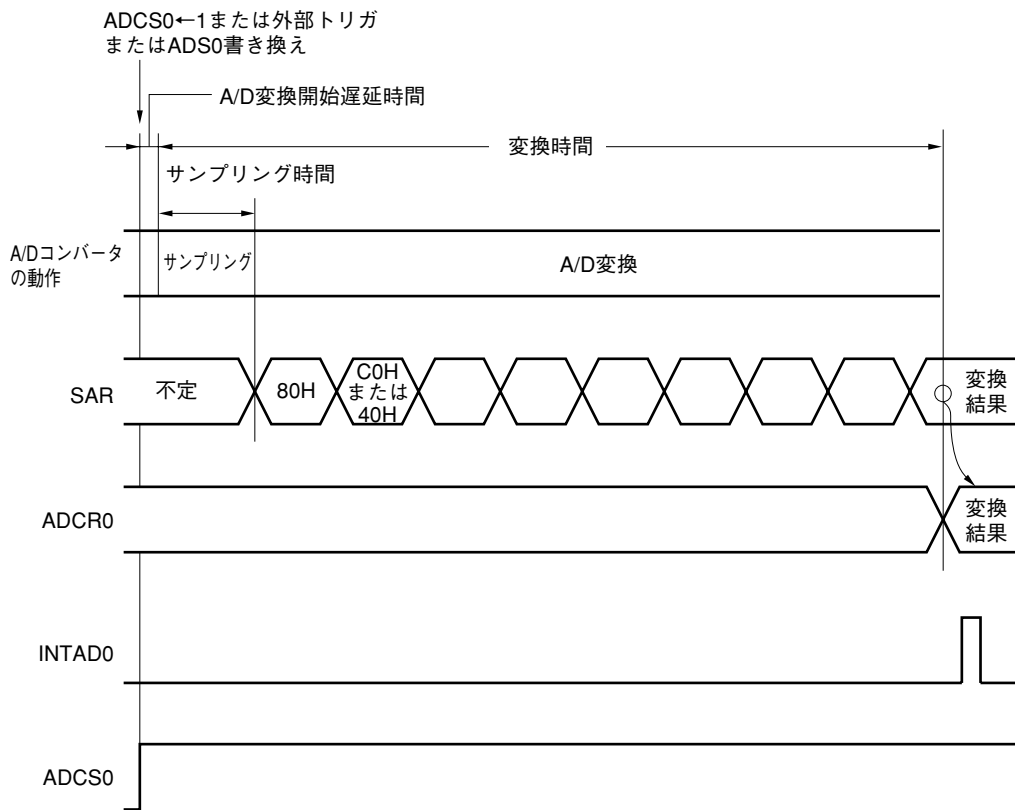 ADCS0←1または外部トリガ
またはADS0書き換え
A/D変換開始遅延時間
変換時間
サンプリング時間
A/Dコンバータ
の動作
サンプリング
A/D変換
SAR
不定
80H
C0H
または
40H
変換
結果
ADCR0
変換
結果
INTAD0
ADCS0